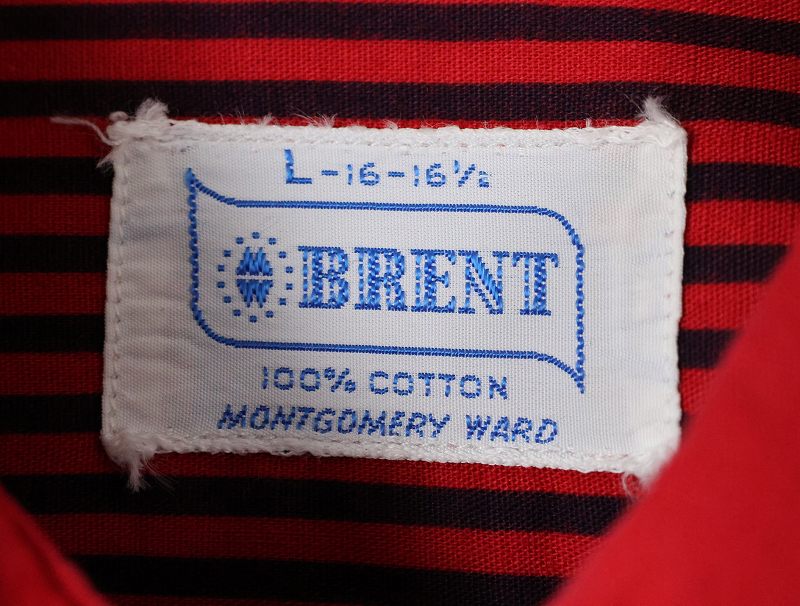 L-16-16½
BRENT
100% COTTON
MONTGOMERY WARD